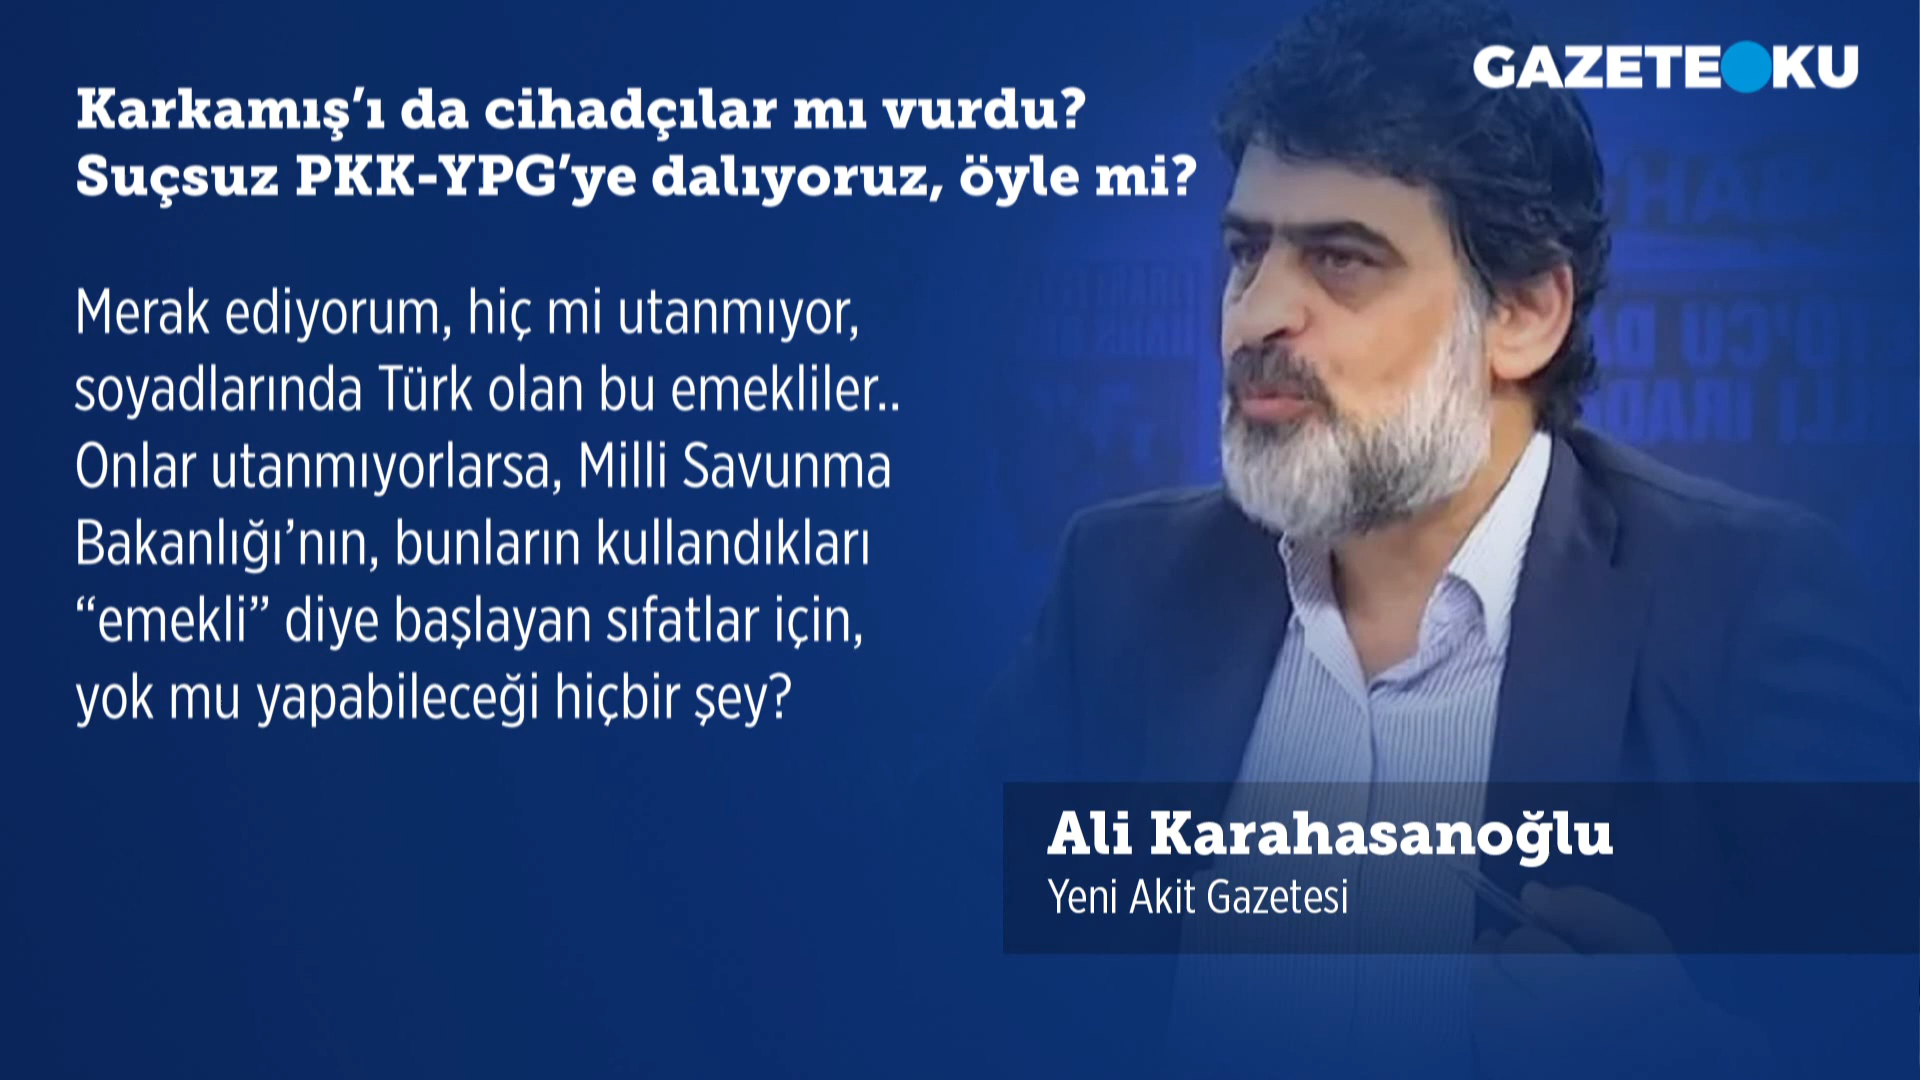 GAZETE KU
Karkamış’ı da cihadçılar mı vurdu?
Suçsuz PKK-YPG’ye dalıyoruz, öyle mi?
Merak ediyorum, hiç mi utanmıyor,
soyadlarında Türk olan bu emekliler..
Onlar utanmıyorlarsa, Milli Savunma
Bakanlığı’nın, bunların kullandıkları
“emekli” diye başlayan sıfatlar için,
yok mu yapabileceği hiçbir şey?
Ali Karahasanoğlu
Yeni Akit Gazetesi